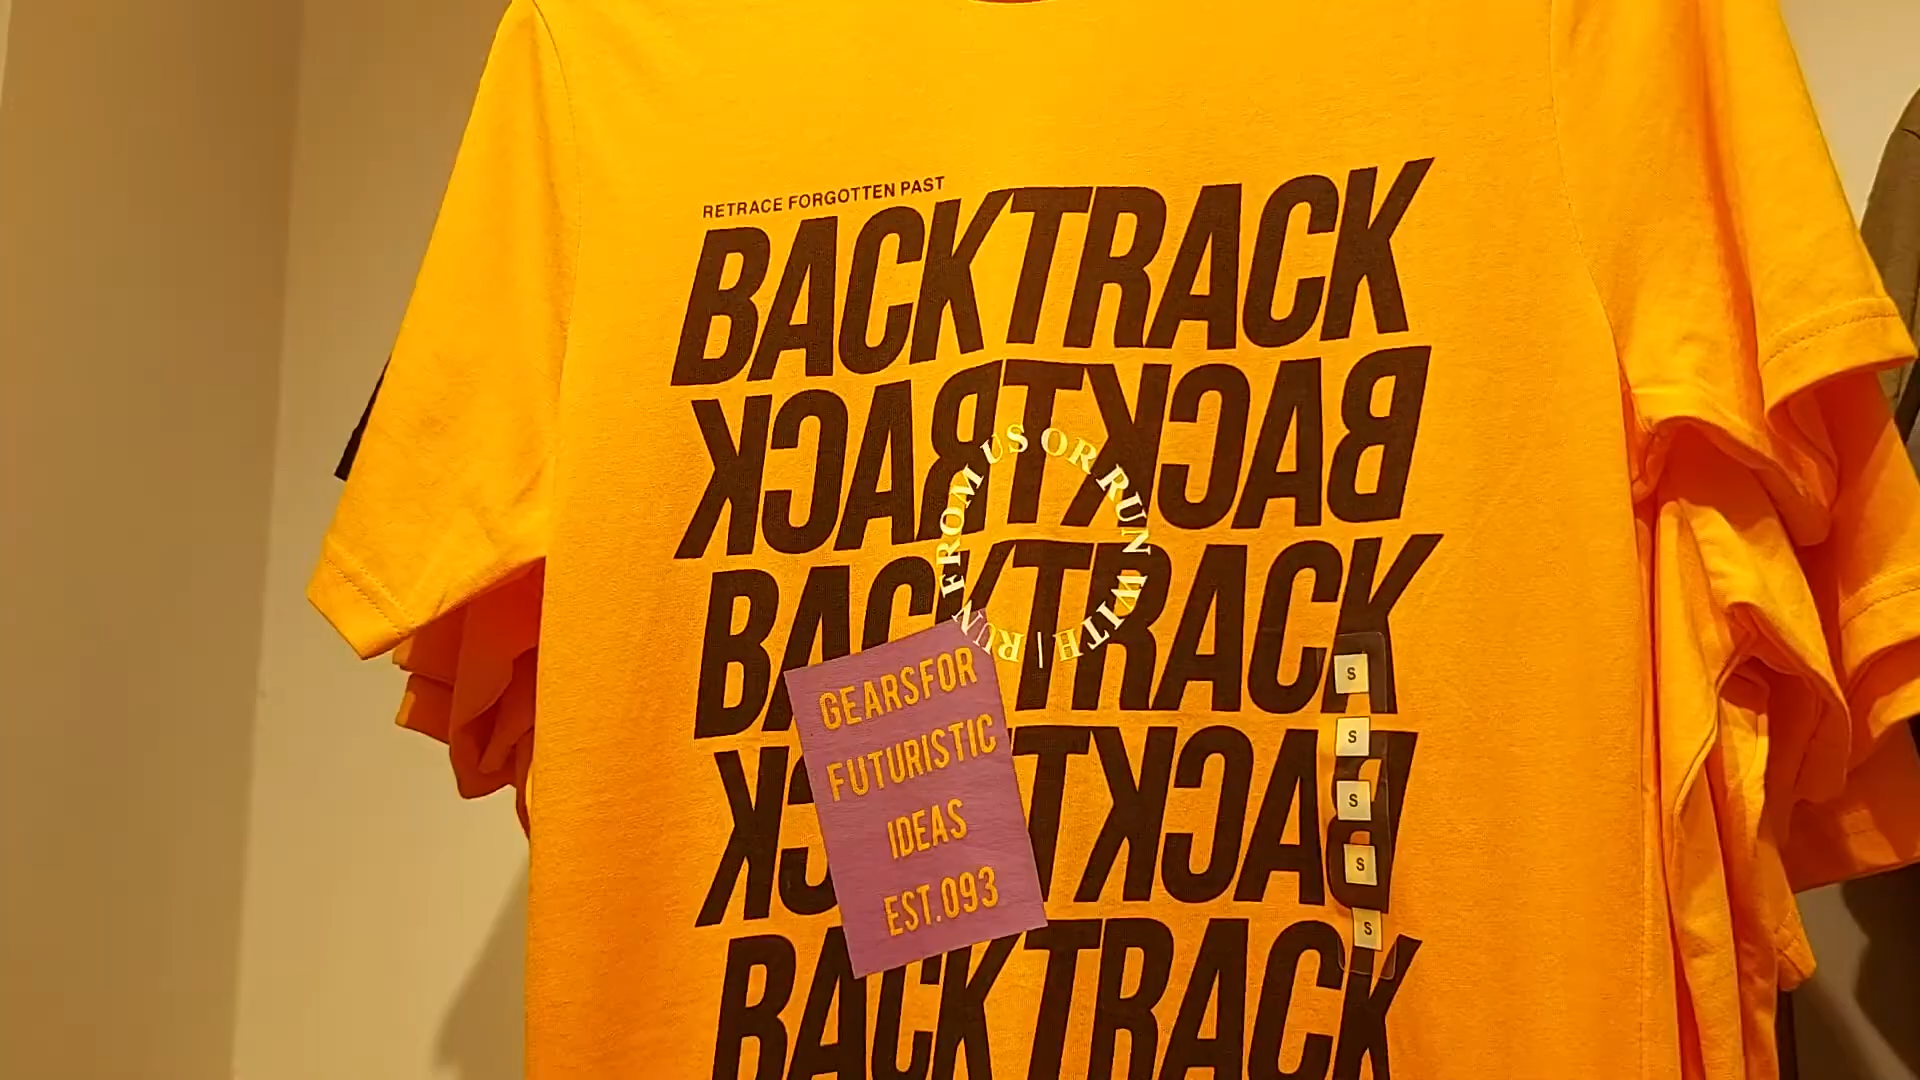 RETRACE FORGOTTEN PAST
BACKTRACK
BACKTRACK
RUN FROM US OR RUN WITH |
BACKTRACK
BACKTRACK
GEARSFOR
FUTURISTIC
IDEAS
EST.093
BACKTRACK
S
S
S
S
S